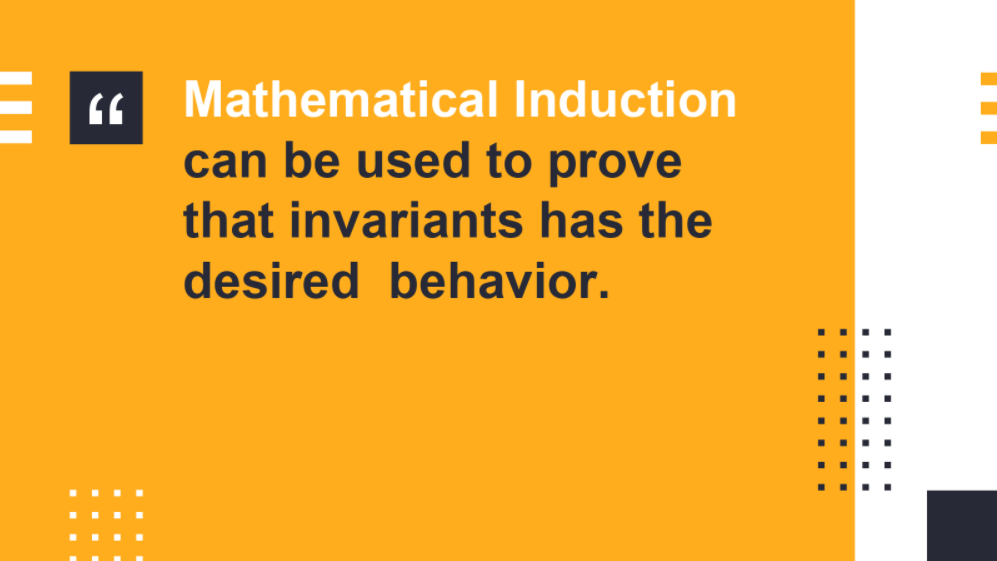 “
Mathematical Induction
can be used to prove
that invariants has the
desired  behavior.